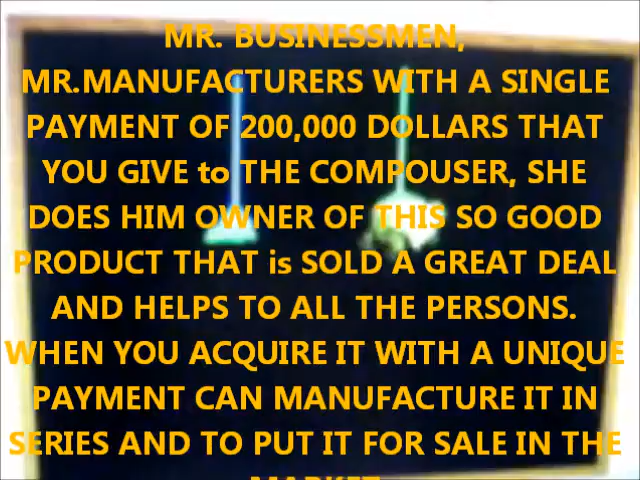 MR. BUSINESSMEN,
MR.MANUFACTURERS WITH A SINGLE
PAYMENT OF 200,000 DOLLARS THAT
YOU GIVE to THE COMPOUSER, SHE
DOES HIM OWNER OF THIS SO GOOD
PRODUCT THAT is SOLD A GREAT DEAL
AND HELPS TO ALL THE PERSONS.
WHEN YOU ACQUIRE IT WITH A UNIQUE
PAYMENT CAN MANUFACTURE IT IN
SERIES AND TO PUT IT FOR SALE IN THE
MARKET